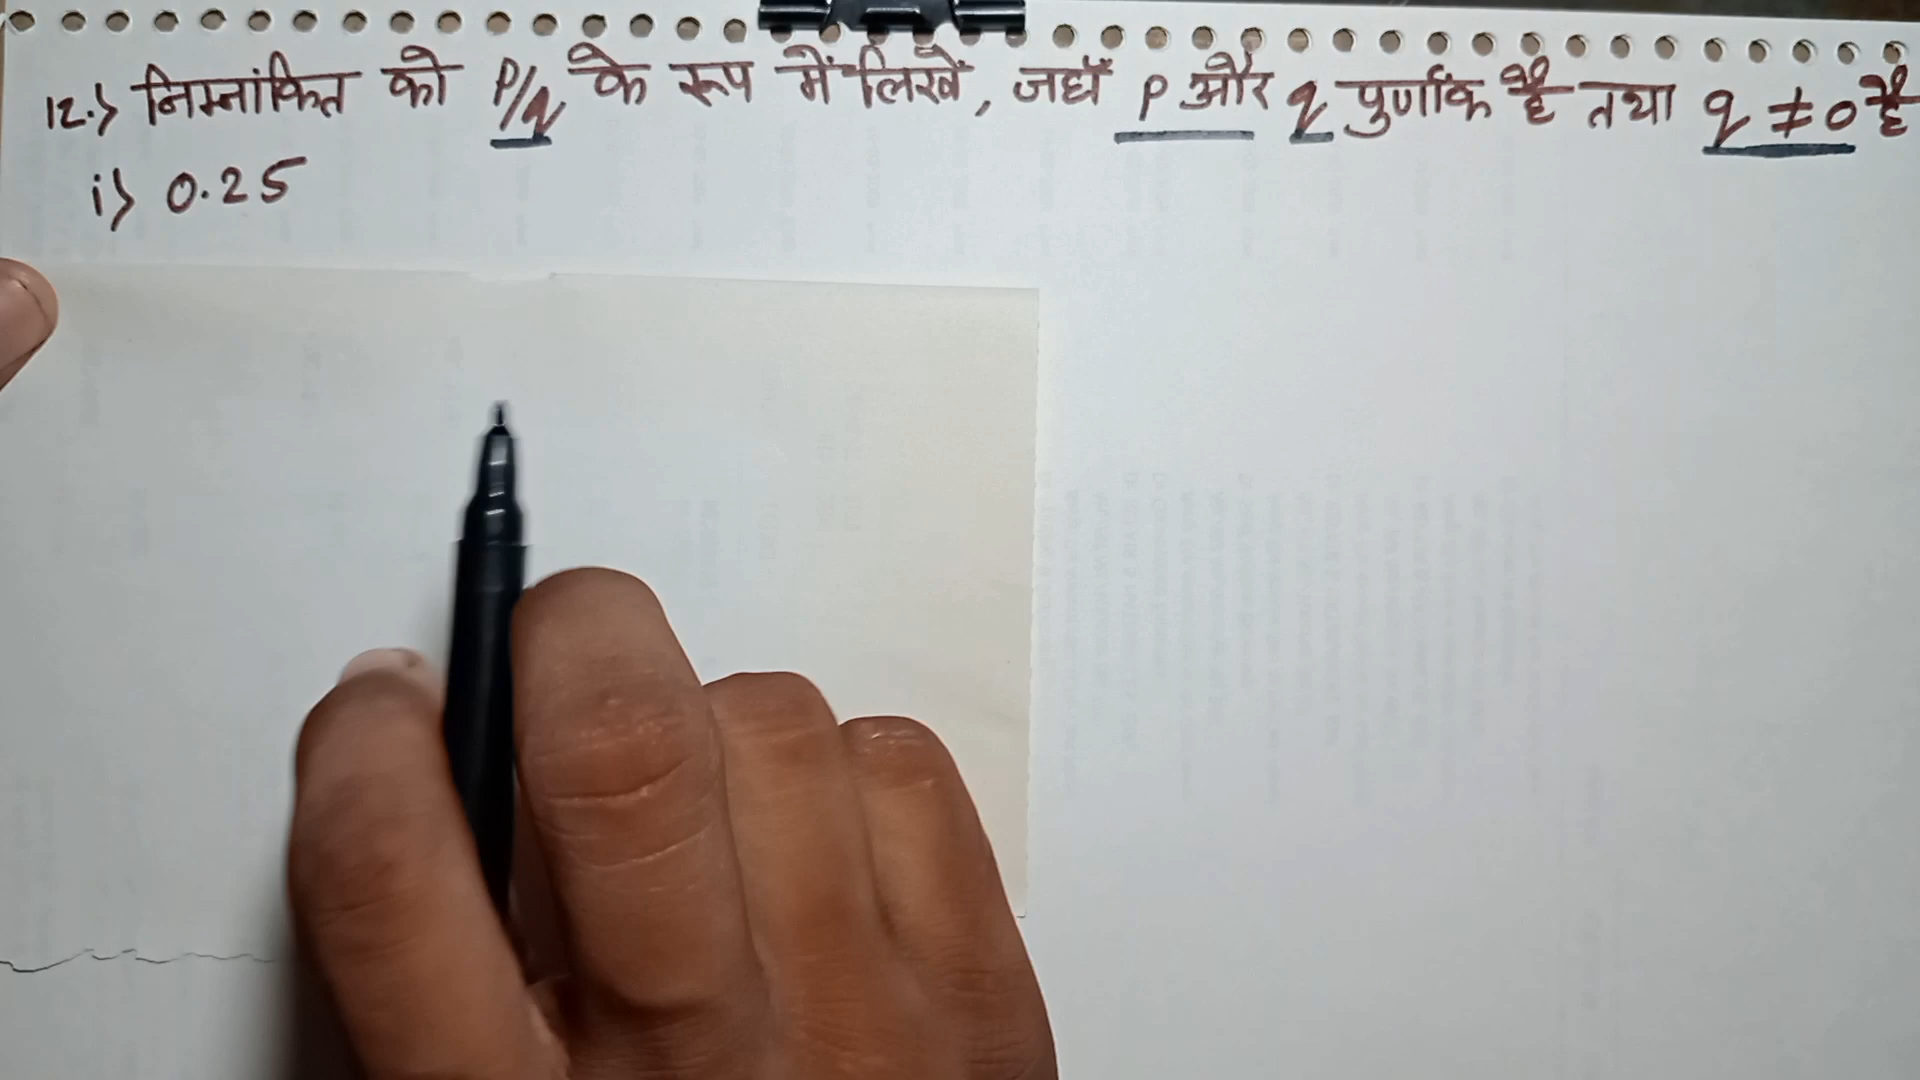 12.> निम्नांकित को P/q के रूप में लिखें, जहाँ P और q पुर्णांक है तथा q ≠ 0 है
i> 0.25